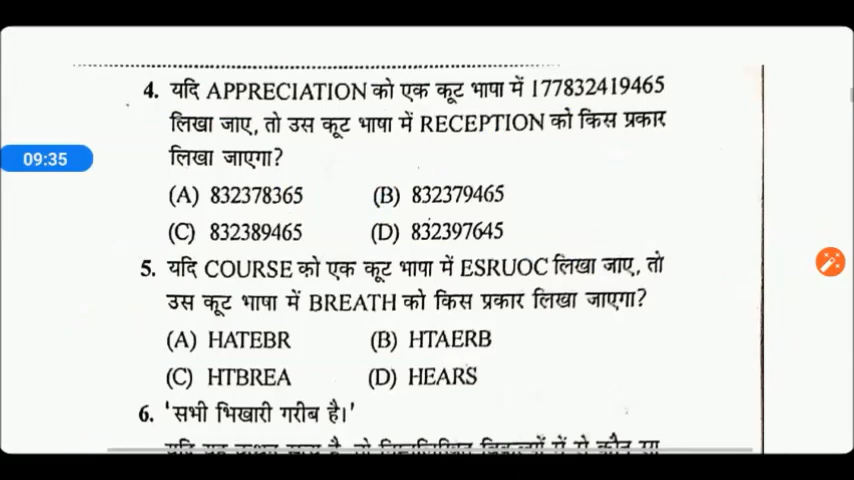 4. यदि APPRECIATION को एक कूट भाषा में 177832419465
लिखा जाए, तो उस कूट भाषा में RECEPTION को किस प्रकार
लिखा जाएगा?
09:35
(A) 832378365 (B) 832379465
(C) 832389465 (D) 832397645
5. यदि COURSE को एक कूट भाषा में ESRUOC लिखा जाए, तो
उस कूट भाषा में BREATH को किस प्रकार लिखा जाएगा?
(A) HATEBR (B) HTAERB
(C) HTBREA (D) HEARS
6. 'सभी भिखारी गरीब है।'